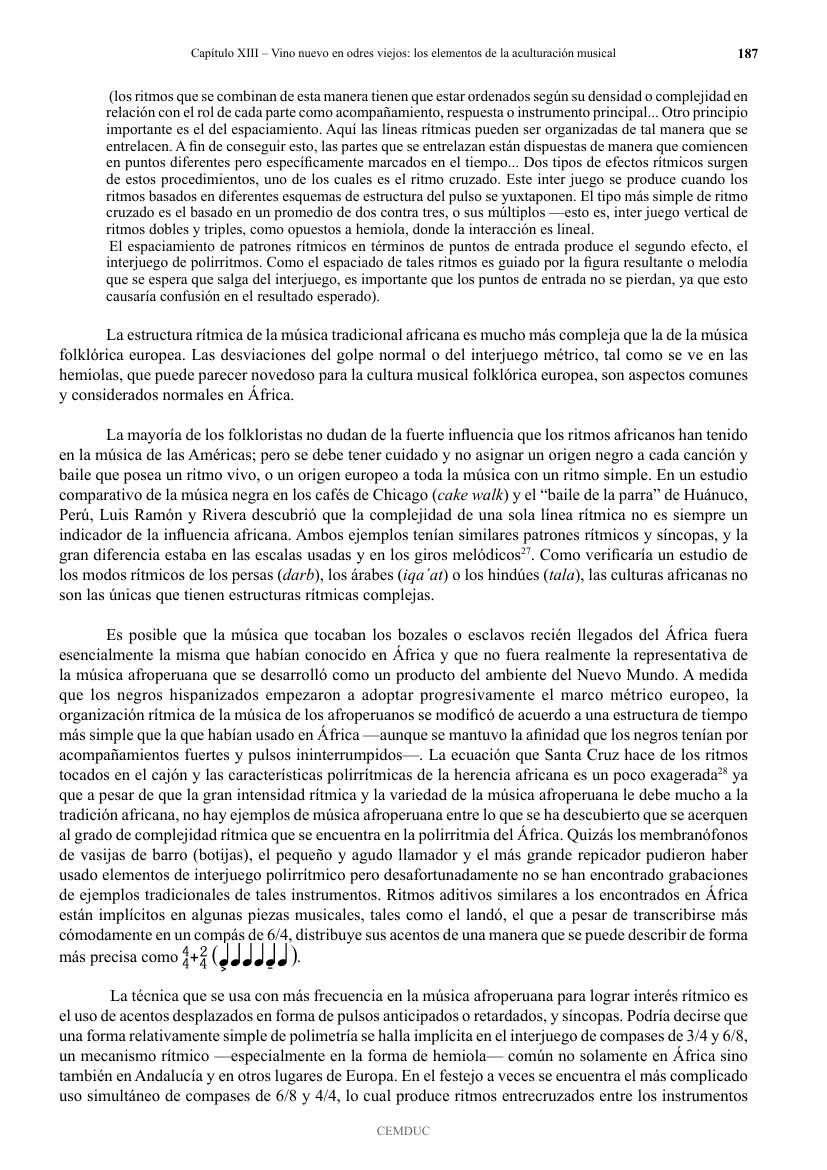 Capítulo XIII – Vino nuevo en odres viejos: los elementos de la aculturación musical 187
(los ritmos que se combinan de esta manera tienen que estar ordenados según su densidad o complejidad en
relación con el rol de cada parte como acompañamiento, respuesta o instrumento principal... Otro principio
importante es el del espaciamiento. Aquí las líneas rítmicas pueden ser organizadas de tal manera que se
entrelacen. A fin de conseguir esto, las partes que se entrelazan están dispuestas de manera que comiencen
en puntos diferentes pero específicamente marcados en el tiempo... Dos tipos de efectos rítmicos surgen
de estos procedimientos, uno de los cuales es el ritmo cruzado. Este inter juego se produce cuando los
ritmos basados en diferentes esquemas de estructura del pulso se yuxtaponen. El tipo más simple de ritmo
cruzado es el basado en un promedio de dos contra tres, o sus múltiplos —esto es, inter juego vertical de
ritmos dobles y triples, como opuestos a hemiola, donde la interacción es lineal.
El espaciamiento de patrones rítmicos en términos de puntos de entrada produce el segundo efecto, el
interjuego de polirritmos. Como el espaciado de tales ritmos es guiado por la figura resultante o melodía
que se espera que salga del interjuego, es importante que los puntos de entrada no se pierdan, ya que esto
causaría confusión en el resultado esperado).
La estructura rítmica de la música tradicional africana es mucho más compleja que la de la música
folklórica europea. Las desviaciones del golpe normal o del interjuego métrico, tal como se ve en las
hemiolas, que puede parecer novedoso para la cultura musical folklórica europea, son aspectos comunes
y considerados normales en África.
La mayoría de los folkloristas no dudan de la fuerte influencia que los ritmos africanos han tenido
en la música de las Américas; pero se debe tener cuidado y no asignar un origen negro a cada canción y
baile que posea un ritmo vivo, o un origen europeo a toda la música con un ritmo simple. En un estudio
comparativo de la música negra en los cafés de Chicago (cake walk) y el “baile de la parra” de Huánuco,
Perú, Luis Ramón y Rivera descubrió que la complejidad de una sola línea rítmica no es siempre un
indicador de la influencia africana. Ambos ejemplos tenían similares patrones rítmicos y síncopas, y la
gran diferencia estaba en las escalas usadas y en los giros melódicos27. Como verificaría un estudio de
los modos rítmicos de los persas (darb), los árabes (iqa´at) o los hindúes (tala), las culturas africanas no
son las únicas que tienen estructuras rítmicas complejas.
Es posible que la música que tocaban los bozales o esclavos recién llegados del África fuera
esencialmente la misma que habían conocido en África y que no fuera realmente la representativa de
la música afroperuana que se desarrolló como un producto del ambiente del Nuevo Mundo. A medida
que los negros hispanizados empezaron a adoptar progresivamente el marco métrico europeo, la
organización rítmica de la música de los afroperuanos se modificó de acuerdo a una estructura de tiempo
más simple que la que habían usado en África —aunque se mantuvo la afinidad que los negros tenían por
acompañamientos fuertes y pulsos ininterrumpidos—. La ecuación que Santa Cruz hace de los ritmos
tocados en el cajón y las características polirrítmicas de la herencia africana es un poco exagerada28 ya
que a pesar de que la gran intensidad rítmica y la variedad de la música afroperuana le debe mucho a la
tradición africana, no hay ejemplos de música afroperuana entre lo que se ha descubierto que se acerquen
al grado de complejidad rítmica que se encuentra en la polirritmia del África. Quizás los membranófonos
de vasijas de barro (botijas), el pequeño y agudo llamador y el más grande repicador pudieron haber
usado elementos de interjuego polirrítmico pero desafortunadamente no se han encontrado grabaciones
de ejemplos tradicionales de tales instrumentos. Ritmos aditivos similares a los encontrados en África
están implícitos en algunas piezas musicales, tales como el landó, el que a pesar de transcribirse más
cómodamente en un compás de 6/4, distribuye sus acentos de una manera que se puede describir de forma
más precisa como 4/4+2/4 (♩♩♩♩♩♩).
La técnica que se usa con más frecuencia en la música afroperuana para lograr interés rítmico es
el uso de acentos desplazados en forma de pulsos anticipados o retardados, y síncopas. Podría decirse que
una forma relativamente simple de polimetría se halla implícita en el interjuego de compases de 3/4 y 6/8,
un mecanismo rítmico —especialmente en la forma de hemiola— común no solamente en África sino
también en Andalucía y en otros lugares de Europa. En el festejo a veces se encuentra el más complicado
uso simultáneo de compases de 6/8 y 4/4, lo cual produce ritmos entrecruzados entre los instrumentos
CEMDUC